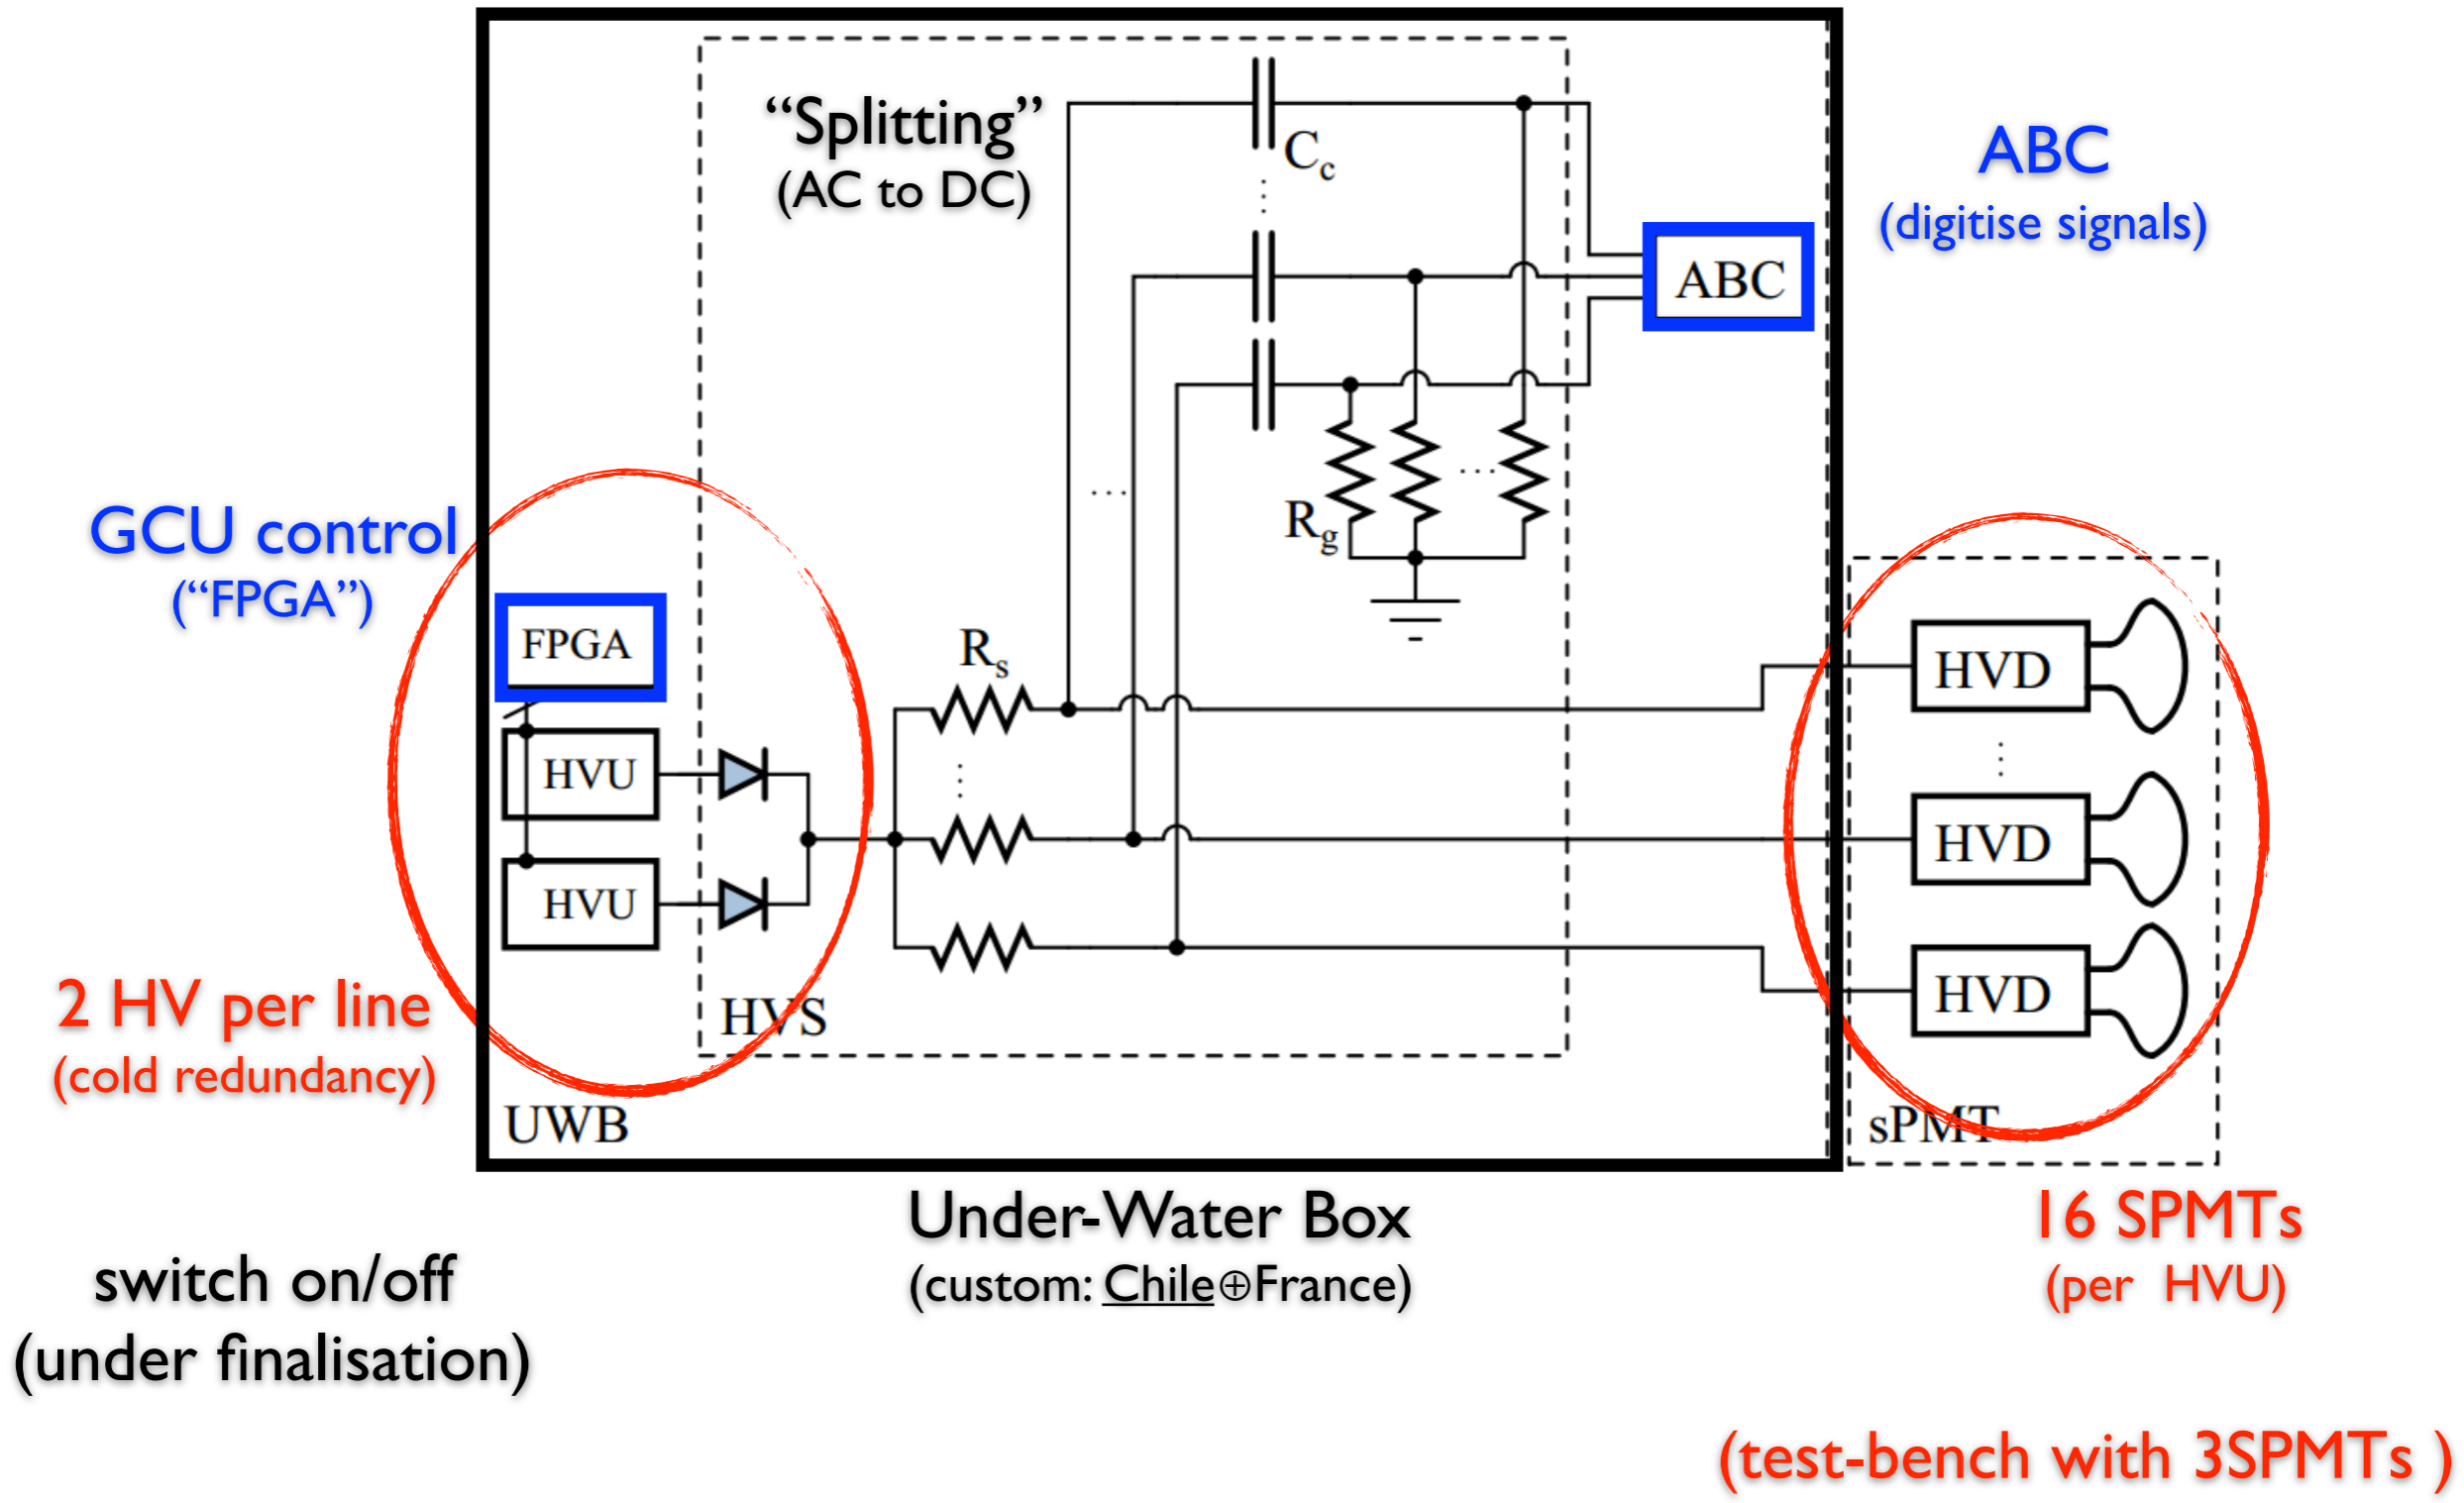 “Splitting”
(AC to DC)
Cc
ABC
ABC
(digitise signals)
GCU control
(“FPGA”)
FPGA
Rg
Rs
HVU
HVU
HVD
HVD
HVD
2 HV per line
(cold redundancy)
HVS
UWB
sPMT
Under-Water Box
(custom: Chile⊕France)
16 SPMTs
(per HVU)
switch on/off
(under finalisation)
(test-bench with 3SPMTs )